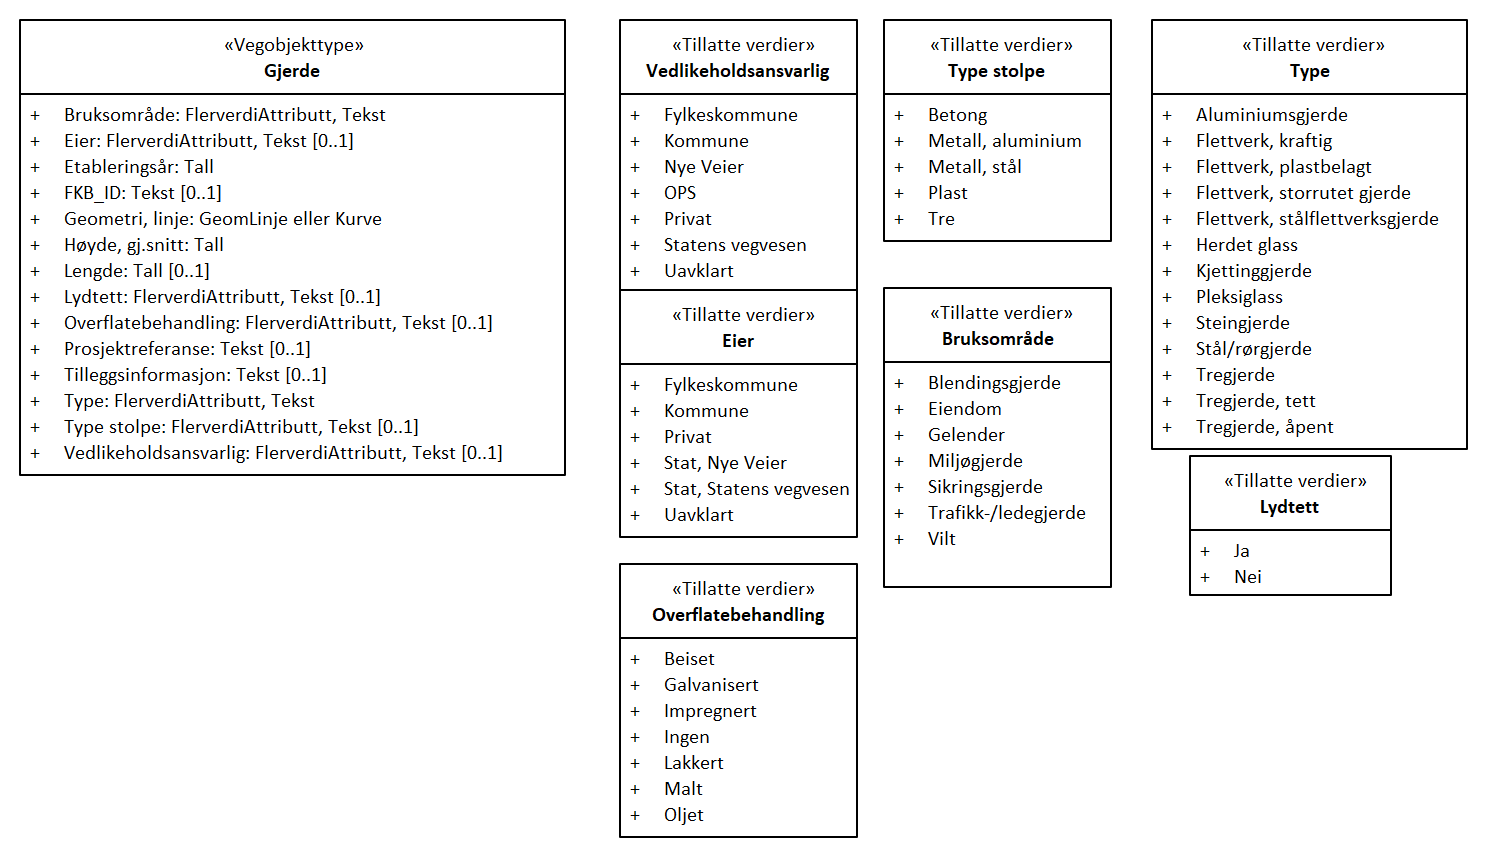 «Vegobjekttype»
Gjerde
+ Bruksområde: FlerverdiAttributt, Tekst
+ Eier: FlerverdiAttributt, Tekst [0..1]
+ Etableringsår: Tall
+ FKB_ID: Tekst [0..1]
+ Geometri, linje: GeomLinje eller Kurve
+ Høyde, gj.snitt: Tall
+ Lengde: Tall [0..1]
+ Lydtett: FlerverdiAttributt, Tekst [0..1]
+ Overflatebehandling: FlerverdiAttributt, Tekst [0..1]
+ Prosjektreferanse: Tekst [0..1]
+ Tilleggsinformasjon: Tekst [0..1]
+ Type: FlerverdiAttributt, Tekst
+ Type stolpe: FlerverdiAttributt, Tekst [0..1]
+ Vedlikeholdsansvarlig: FlerverdiAttributt, Tekst [0..1]
«Tillatte verdier»
Vedlikeholdsansvarlig
+ Fylkeskommune
+ Kommune
+ Nye Veier
+ OPS
+ Privat
+ Statens vegvesen
+ Uavklart
«Tillatte verdier»
Eier
+ Fylkeskommune
+ Kommune
+ Privat
+ Stat, Nye Veier
+ Stat, Statens vegvesen
+ Uavklart
«Tillatte verdier»
Overflatebehandling
+ Beiset
+ Galvanisert
+ Impregnert
+ Ingen
+ Lakkert
+ Malt
+ Oljet
«Tillatte verdier»
Type stolpe
+ Betong
+ Metall, aluminium
+ Metall, stål
+ Plast
+ Tre
«Tillatte verdier»
Bruksområde
+ Blendingsgjerde
+ Eiendom
+ Gelender
+ Miljøgjerde
+ Sikringsgjerde
+ Trafikk-/ledegjerde
+ Vilt
«Tillatte verdier»
Type
+ Aluminiumsgjerde
+ Flettverk, kraftig
+ Flettverk, plastbelagt
+ Flettverk, storrutet gjerde
+ Flettverk, stålflettverksgjerde
+ Herdet glass
+ Kjettinggjerde
+ Pleksiglass
+ Steingjerde
+ Stål/rørgjerde
+ Tregjerde
+ Tregjerde, tett
+ Tregjerde, åpent
«Tillatte verdier»
Lydtett
+ Ja
+ Nei